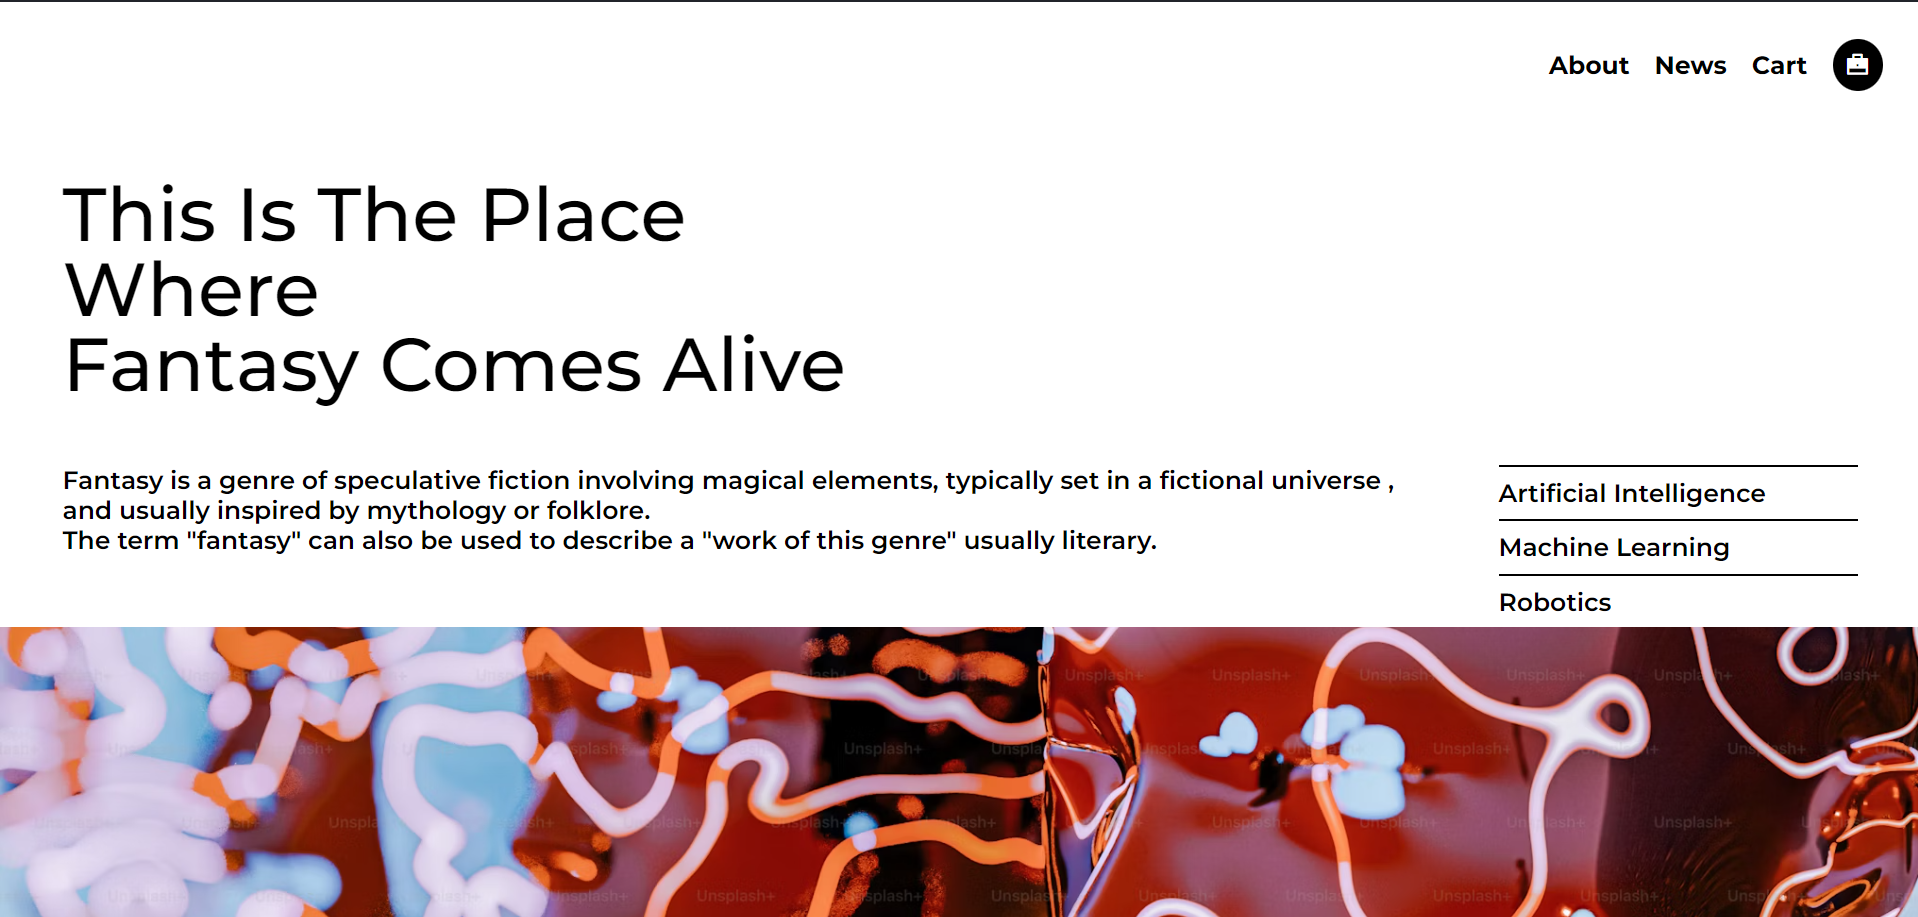 About News Cart
This Is The Place
Where
Fantasy Comes Alive
Fantasy is a genre of speculative fiction involving magical elements, typically set in a fictional universe ,
and usually inspired by mythology or folklore.
The term "fantasy" can also be used to describe a "work of this genre" usually literary.
Artificial Intelligence
Machine Learning
Robotics
Unsplash+